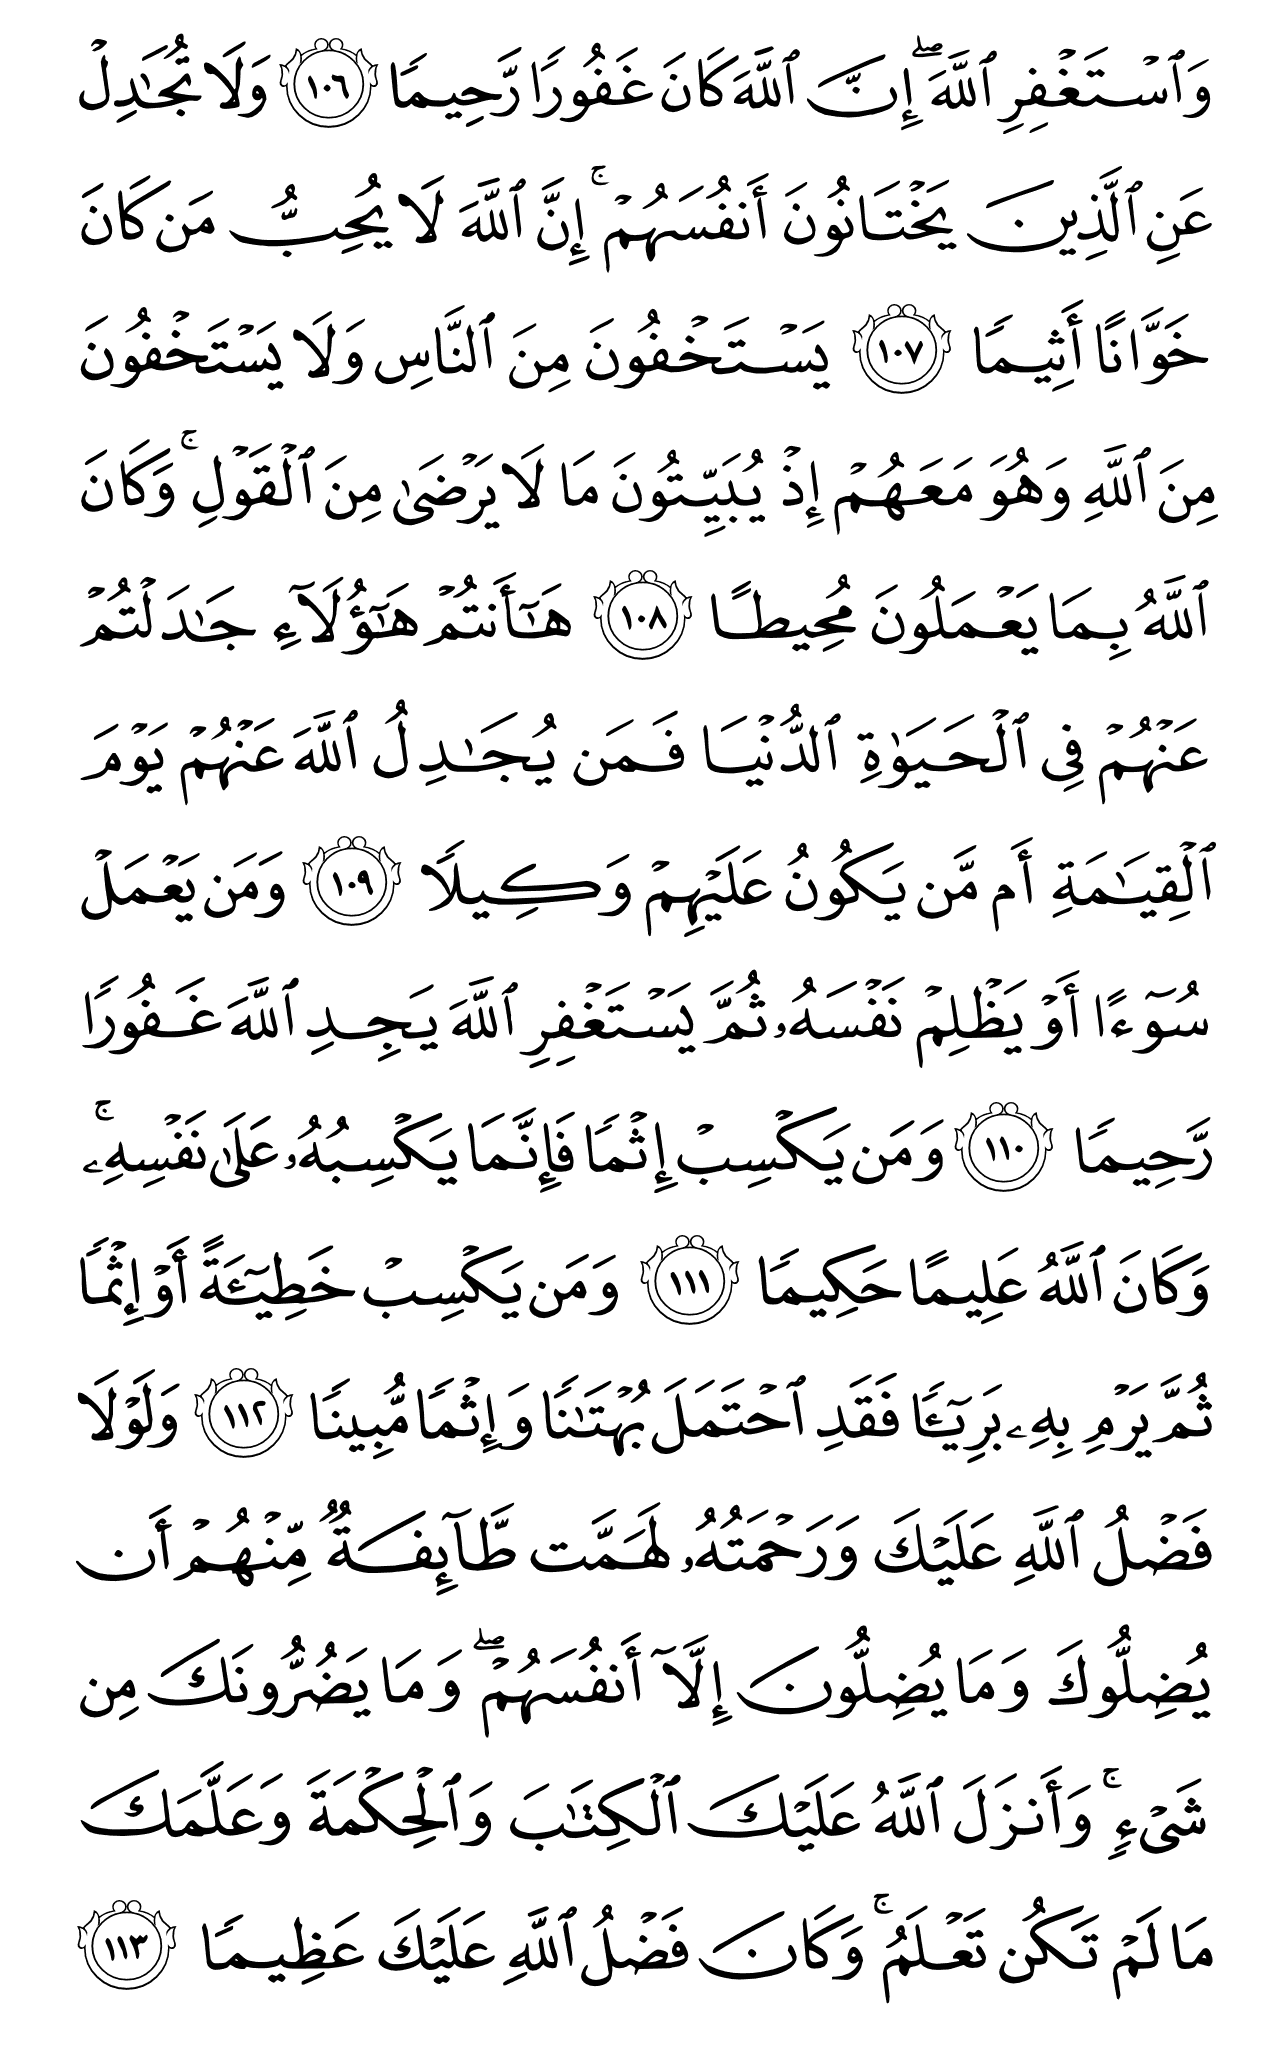 وَٱسۡتَغۡفِرِ ٱللَّهَۖ إِنَّ ٱللَّهَ كَانَ غَفُورٗا رَّحِيمٗا ١٠٦ وَلَا تُجَٰدِلۡ
عَنِ ٱلَّذِينَ يَخۡتَانُونَ أَنفُسَهُمۡۚ إِنَّ ٱللَّهَ لَا يُحِبُّ مَن كَانَ
خَوَّانًا أَثِيمٗا ١٠٧ يَسۡتَخۡفُونَ مِنَ ٱلنَّاسِ وَلَا يَسۡتَخۡفُونَ
مِنَ ٱللَّهِ وَهُوَ مَعَهُمۡ إِذۡ يُبَيِّتُونَ مَا لَا يَرۡضَىٰ مِنَ ٱلۡقَوۡلِۚ وَكَانَ
ٱللَّهُ بِمَا يَعۡمَلُونَ مُحِيطًا ١٠٨ هَٰٓأَنتُمۡ هَٰٓؤُلَآءِ جَٰدَلۡتُمۡ
عَنۡهُمۡ فِي ٱلۡحَيَوٰةِ ٱلدُّنۡيَا فَمَن يُجَٰدِلُ ٱللَّهَ عَنۡهُمۡ يَوۡمَ
ٱلۡقِيَٰمَةِ أَم مَّن يَكُونُ عَلَيۡهِمۡ وَكِيلٗا ١٠٩ وَمَن يَعۡمَلۡ
سُوٓءًا أَوۡ يَظۡلِمۡ نَفۡسَهُۥ ثُمَّ يَسۡتَغۡفِرِ ٱللَّهَ يَجِدِ ٱللَّهَ غَفُورٗا
رَّحِيمٗا ١١٠ وَمَن يَكۡسِبۡ إِثۡمٗا فَإِنَّمَا يَكۡسِبُهُۥ عَلَىٰ نَفۡسِهِۦۚ
وَكَانَ ٱللَّهُ عَلِيمًا حَكِيمٗا ١١١ وَمَن يَكۡسِبۡ خَطِيٓـَٔةً أَوۡ إِثۡمٗا
ثُمَّ يَرۡمِ بِهِۦ بَرِيٓـٔٗا فَقَدِ ٱحۡتَمَلَ بُهۡتَٰنٗا وَإِثۡمٗا مُّبِينٗا ١١٢ وَلَوۡلَا
فَضۡلُ ٱللَّهِ عَلَيۡكَ وَرَحۡمَتُهُۥ لَهَمَّت طَّآئِفَةٞ مِّنۡهُمۡ أَن
يُضِلُّوكَ وَمَا يُضِلُّونَ إِلَّآ أَنفُسَهُمۡۖ وَمَا يَضُرُّونَكَ مِن
شَيۡءٖۚ وَأَنزَلَ ٱللَّهُ عَلَيۡكَ ٱلۡكِتَٰبَ وَٱلۡحِكۡمَةَ وَعَلَّمَكَ
مَا لَمۡ تَكُن تَعۡلَمُۚ وَكَانَ فَضۡلُ ٱللَّهِ عَلَيۡكَ عَظِيمٗا ١١٣